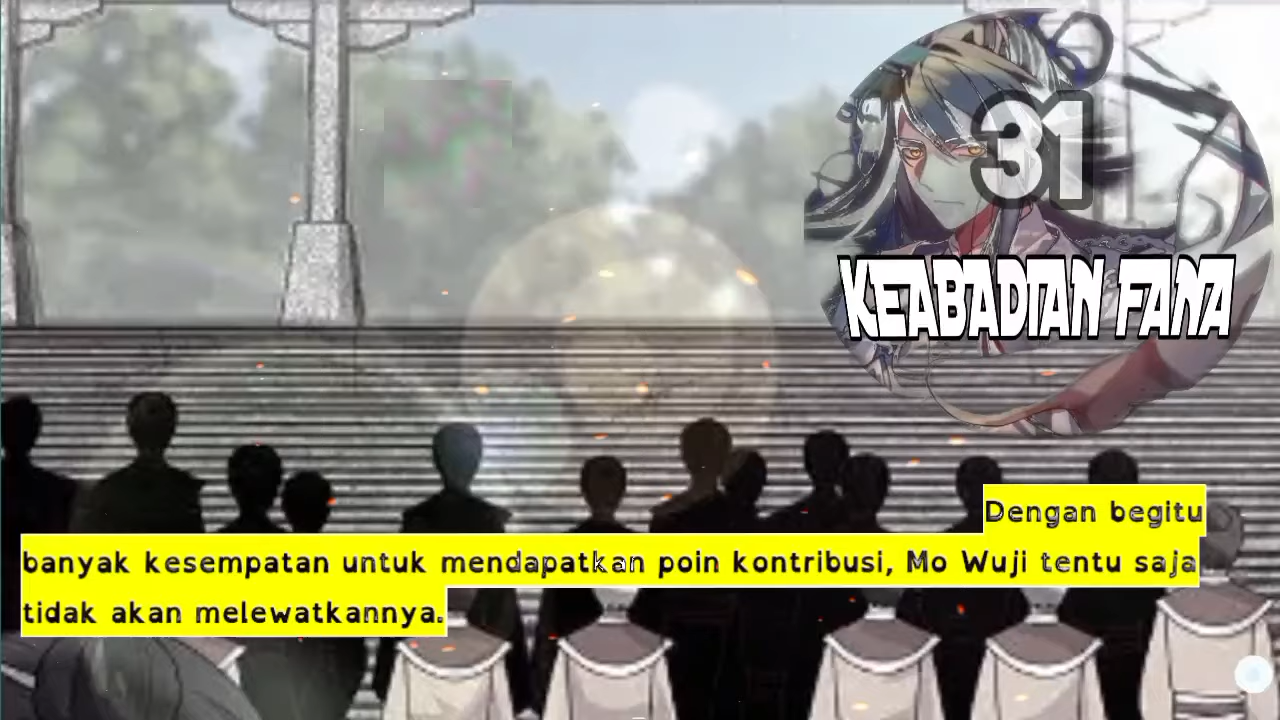 31
KEABADIAN FANA
Dengan begitu
banyak kesempatan untuk mendapatkan poin kontribusi, Mo Wuji tentu saja
tidak akan melewatkannya.